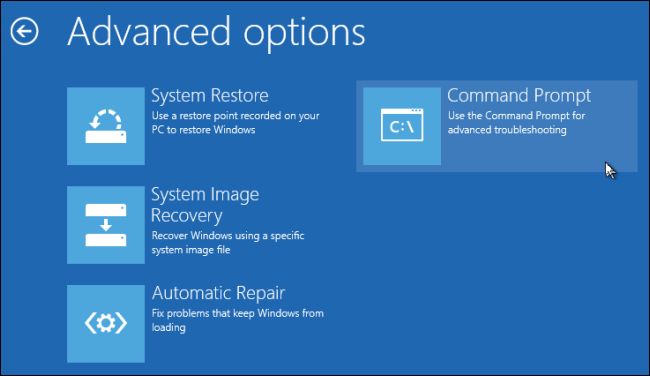 Advanced options
System Restore
Use a restore point recorded on your
PC to restore Windows
System Image
Recovery
Recover Windows using a specific
system image file
Automatic Repair
Fix problems that keep Windows from
loading
C:\
Command Prompt
Use the Command Prompt for
advanced troubleshooting